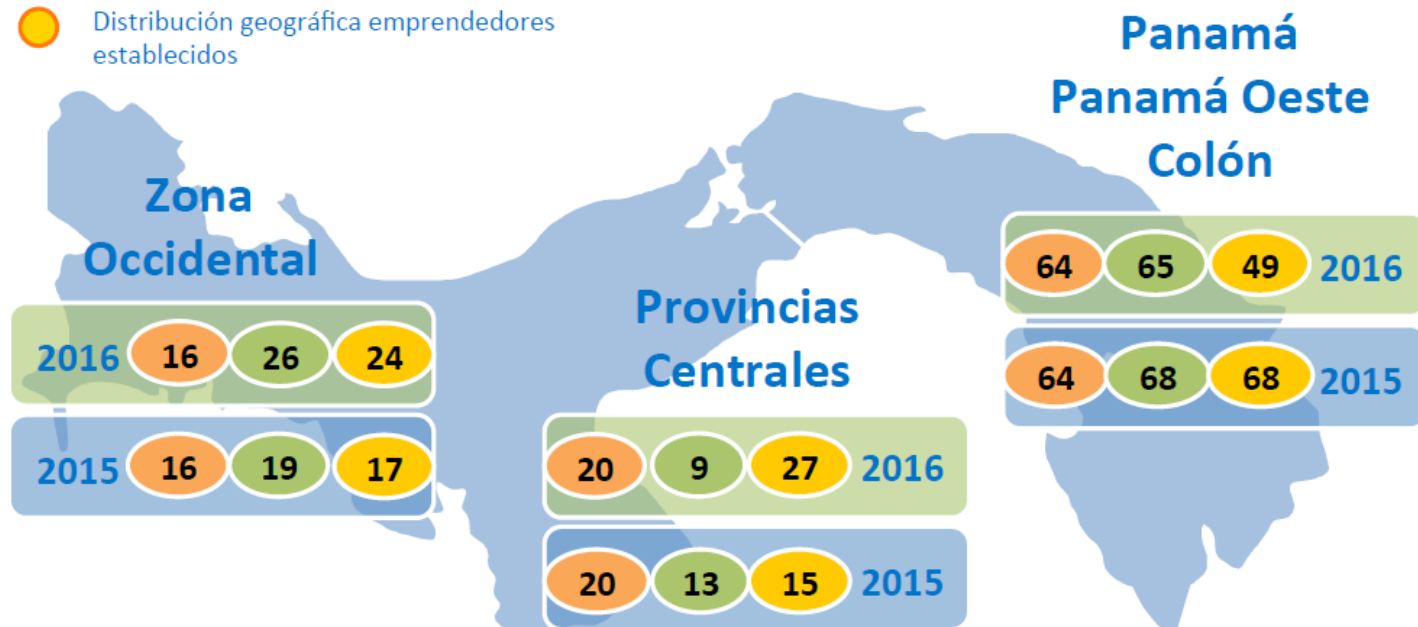 Distribución geográfica emprendedores
establecidos
Panamá
Panamá Oeste
Colón
64 65 49 2016
64 68 68 2015
Zona
Occidental
2016 16 26 24
2015 16 19 17
Provincias
Centrales
20 9 27 2016
20 13 15 2015